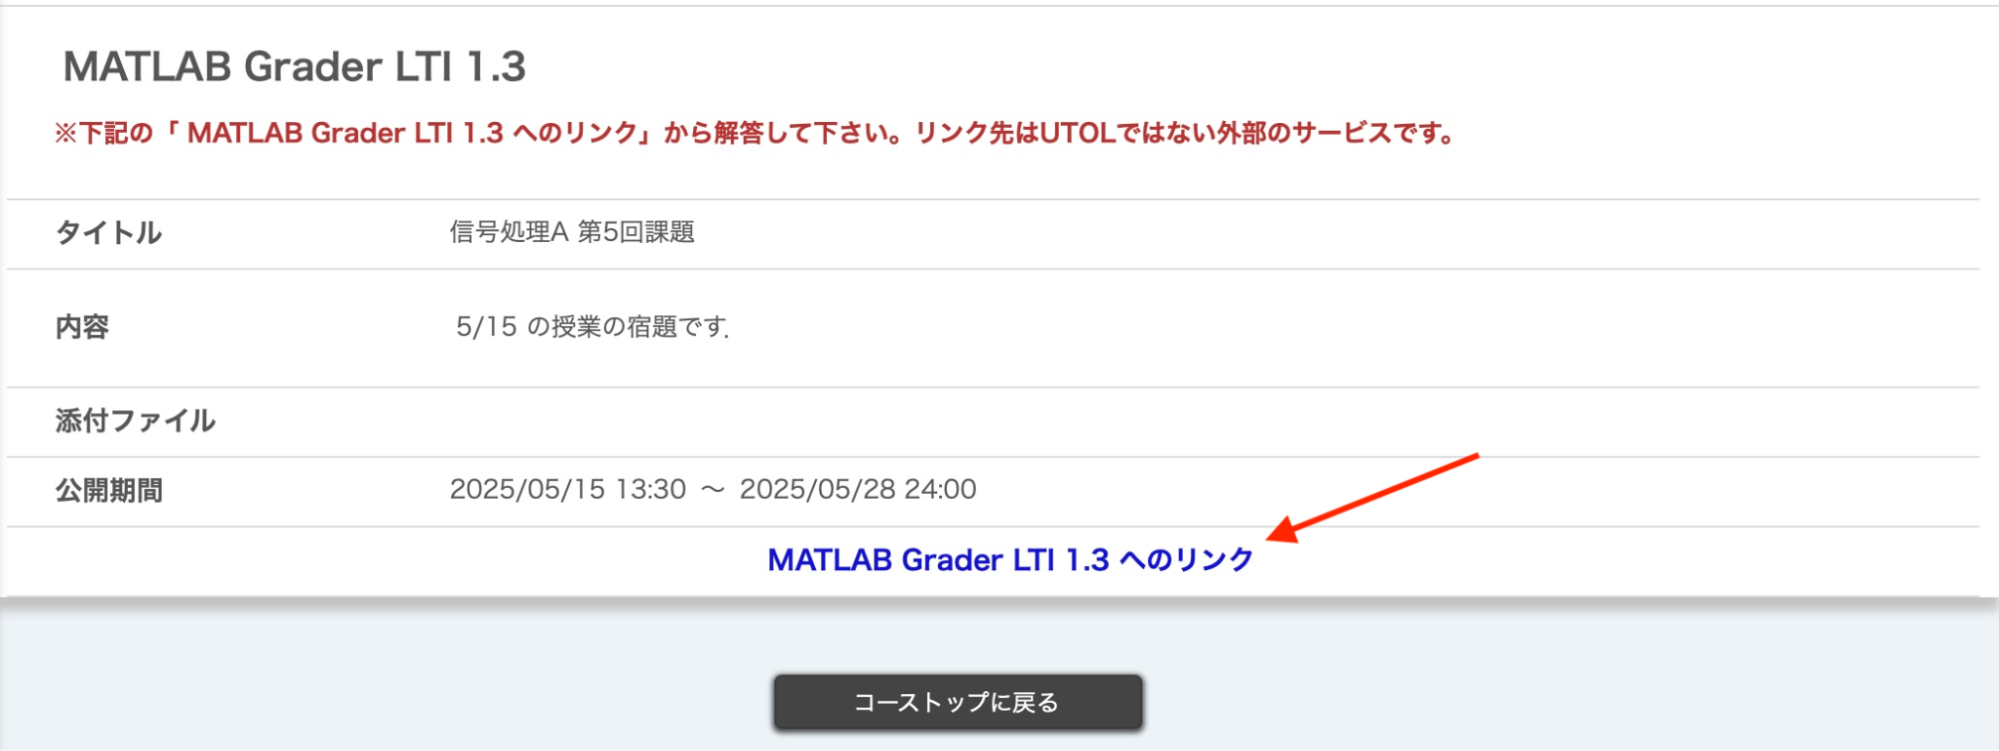 MATLAB Grader LTI 1.3
※下記の「 MATLAB Grader LTI 1.3 へのリンク」から解答して下さい。リンク先はUTOLではない外部のサービスです。
タイトル 信号処理A 第5回課題
内容 5/15 の授業の宿題です.
添付ファイル
公開期間 2025/05/15 13:30 ～ 2025/05/28 24:00
MATLAB Grader LTI 1.3 へのリンク
コーストップに戻る